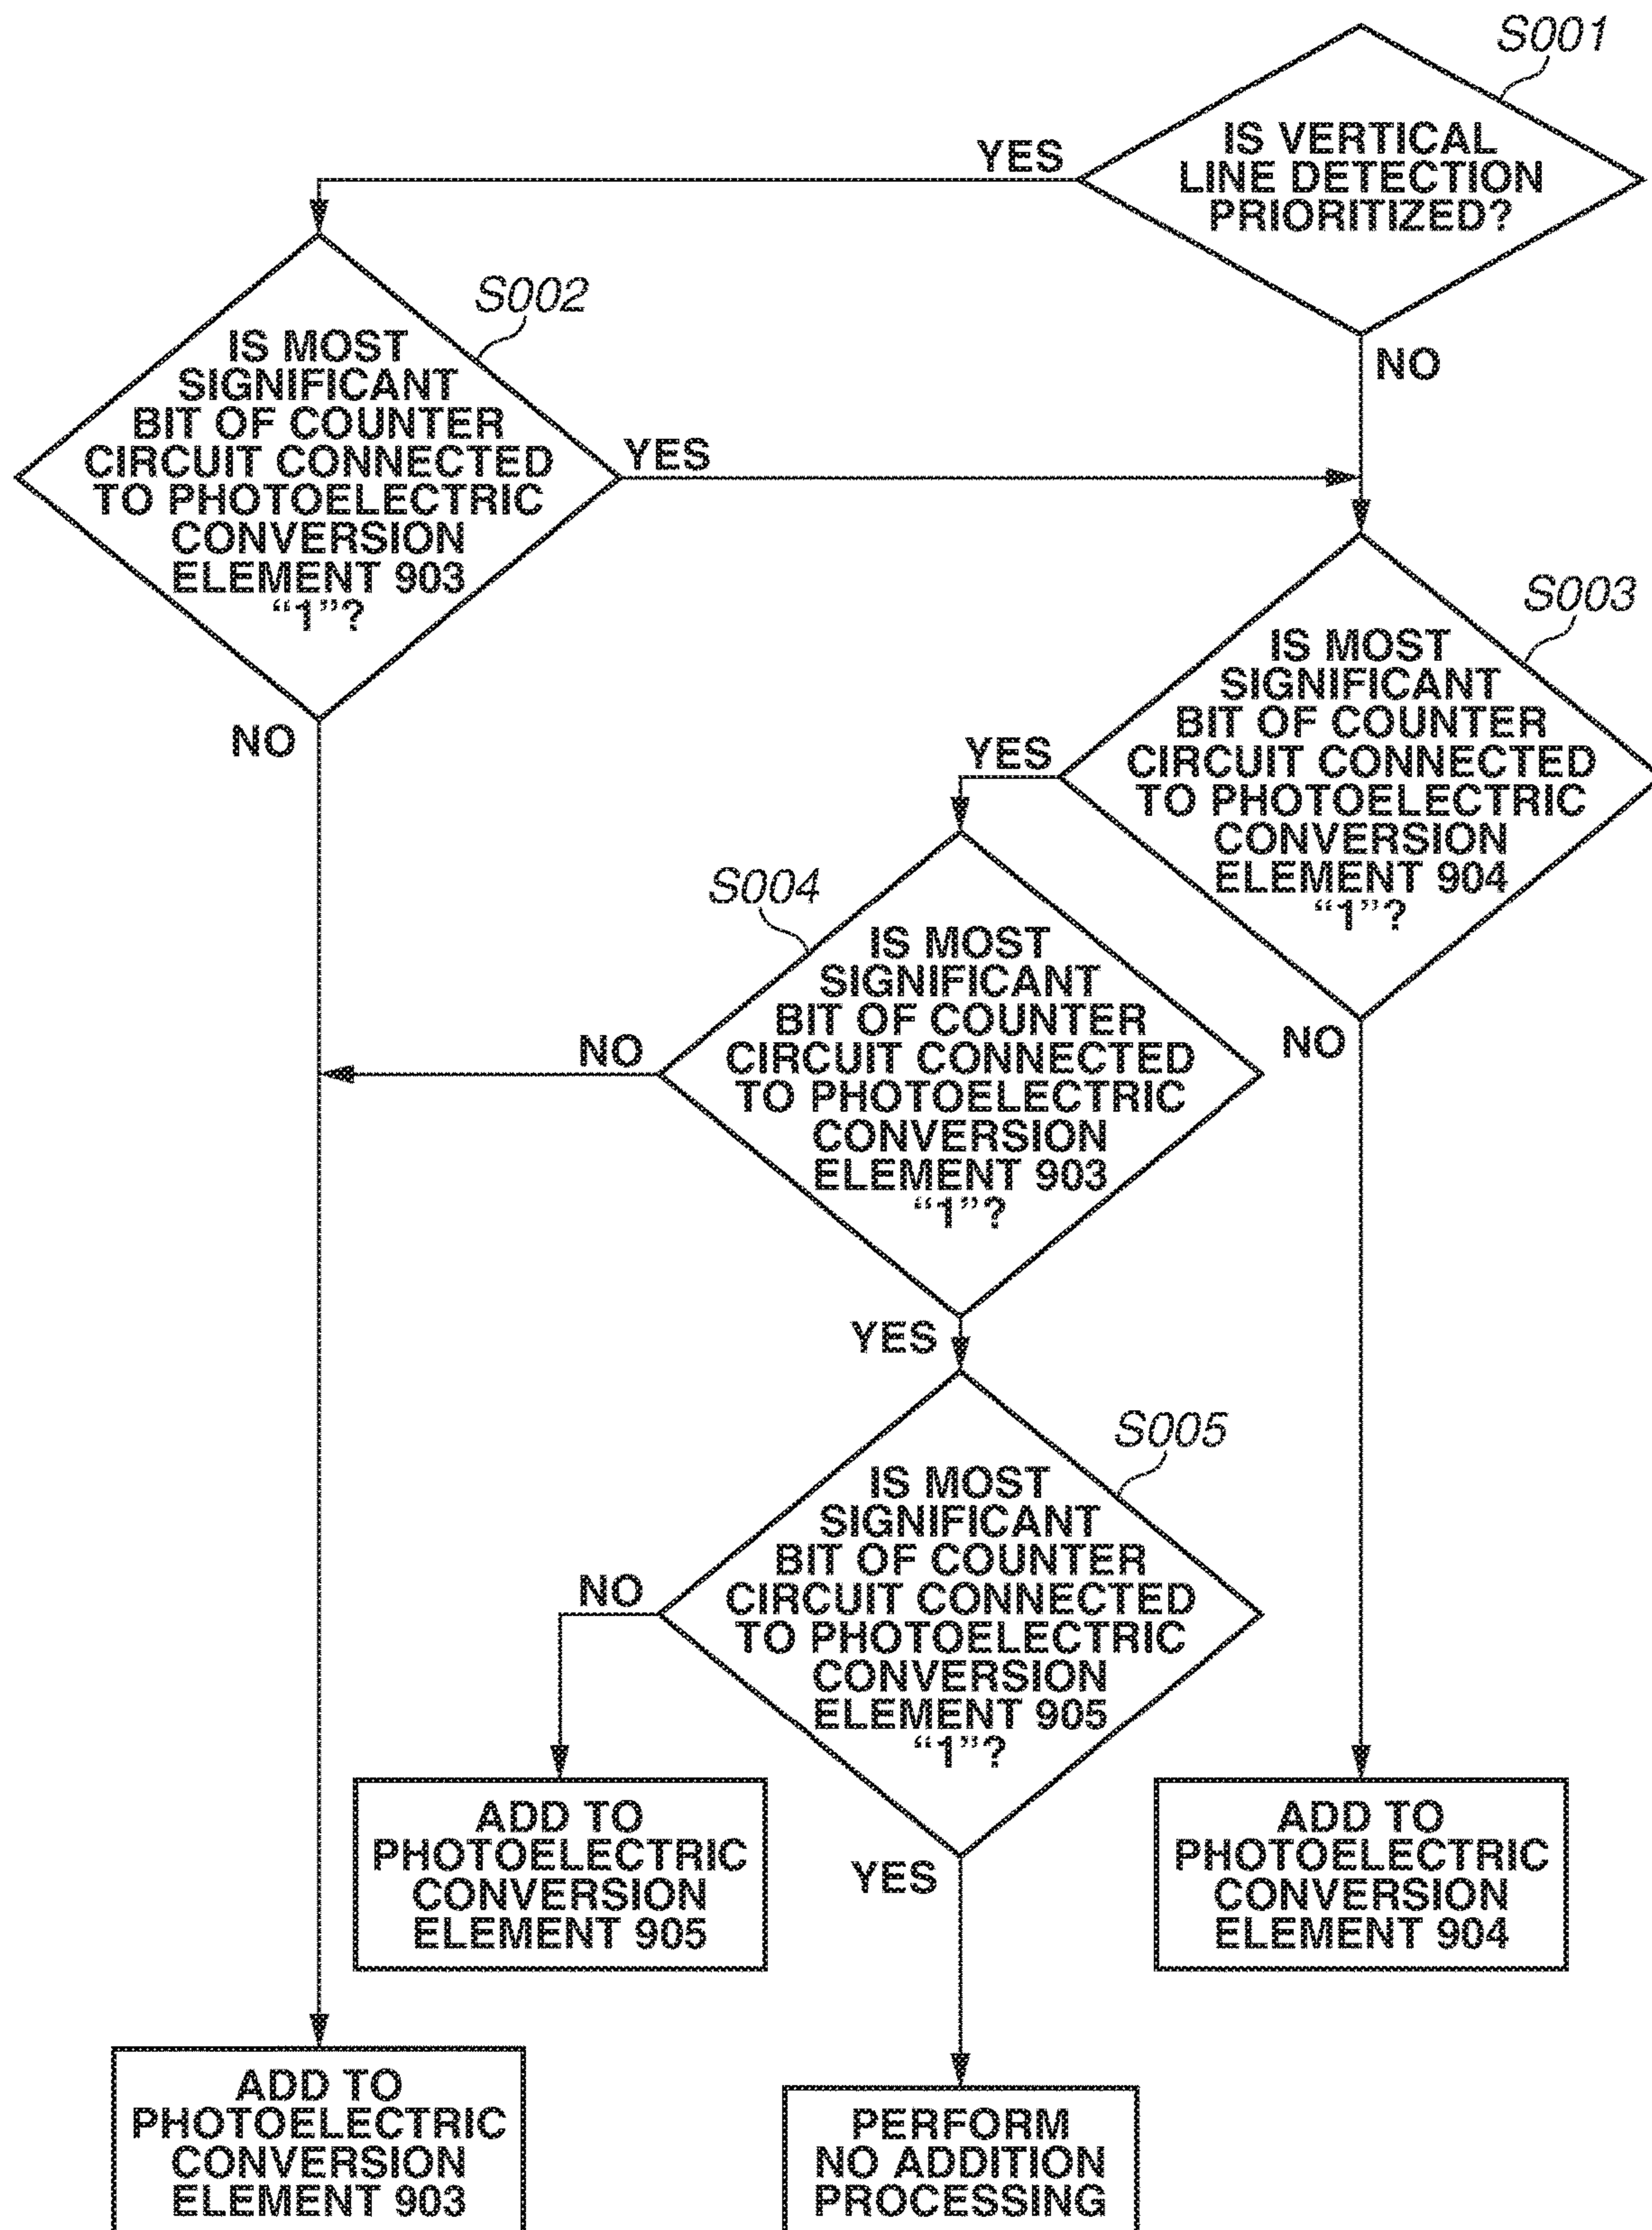 S001
IS VERTICAL
LINE DETECTION
PRIORITIZED?
YES
NO
S002
IS MOST
SIGNIFICANT
BIT OF COUNTER
CIRCUIT CONNECTED
TO PHOTOELECTRIC
CONVERSION
ELEMENT 903
“1”?
YES
NO
S003
IS MOST
SIGNIFICANT
BIT OF COUNTER
CIRCUIT CONNECTED
TO PHOTOELECTRIC
CONVERSION
ELEMENT 904
“1”?
YES
NO
S004
IS MOST
SIGNIFICANT
BIT OF COUNTER
CIRCUIT CONNECTED
TO PHOTOELECTRIC
CONVERSION
ELEMENT 903
“1”?
NO
YES
S005
IS MOST
SIGNIFICANT
BIT OF COUNTER
CIRCUIT CONNECTED
TO PHOTOELECTRIC
CONVERSION
ELEMENT 905
“1”?
NO
YES
ADD TO
PHOTOELECTRIC
CONVERSION
ELEMENT 905
ADD TO
PHOTOELECTRIC
CONVERSION
ELEMENT 904
ADD TO
PHOTOELECTRIC
CONVERSION
ELEMENT 903
PERFORM
NO ADDITION
PROCESSING